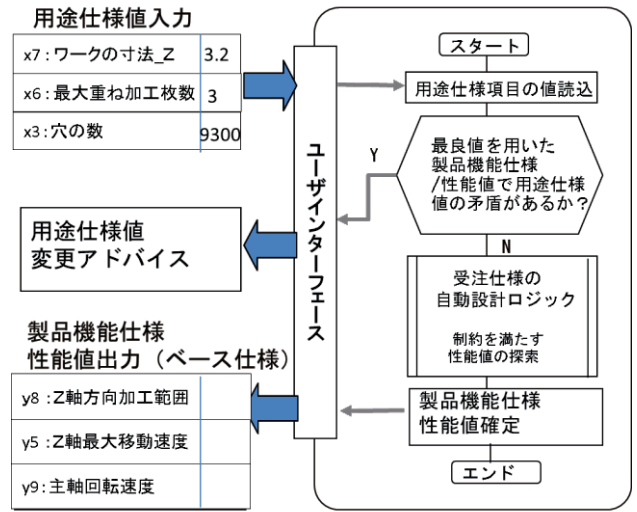 用途仕様値入力
x7：ワークの寸法_Z 3.2
x6：最大重ね加工枚数 3
x3：穴の数 9300
用途仕様値
変更アドバイス
製品機能仕様
性能値出力（ベース仕様）
y8：Z軸方向加工範囲
y5：Z軸最大移動速度
y9：主軸回転速度
ユーザインターフェース
スタート
用途仕様項目の値読込
最良値を用いた
製品機能仕様
/性能値で用途仕様
値の矛盾があるか？
Y
N
受注仕様の
自動設計ロジック
制約を満たす
性能値の探索
製品機能仕様
性能値確定
エンド